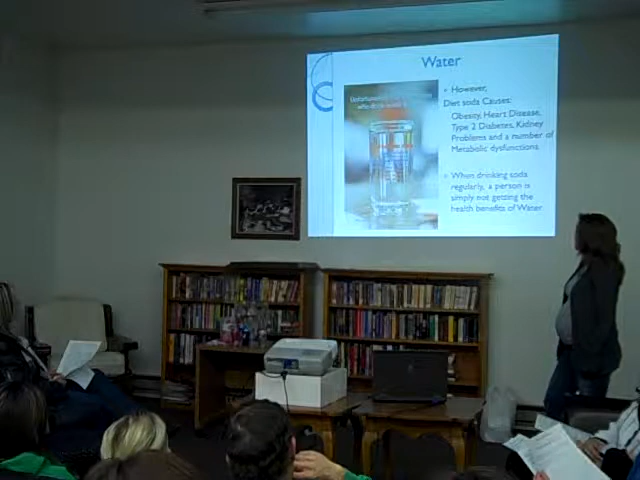 Water
However,
Diet soda Causes:
Obesity, Heart Disease,
Type 2 Diabetes, Kidney
Problems and a number of
Metabolic dysfunctions
When drinking soda
regularly, a person is
simply not getting the
health benefits of Water